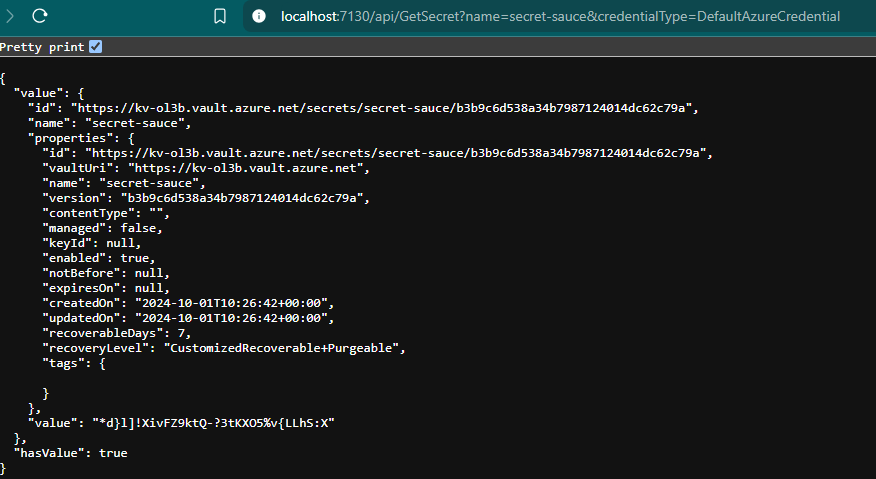 localhost:7130/api/GetSecret?name=secret-sauce&credentialType=DefaultAzureCredential
Pretty print
{
  "value": {
    "id": "https://kv-ol3b.vault.azure.net/secrets/secret-sauce/b3b9c6d538a34b7987124014dc62c79a",
    "name": "secret-sauce",
    "properties": {
      "id": "https://kv-ol3b.vault.azure.net/secrets/secret-sauce/b3b9c6d538a34b7987124014dc62c79a",
      "vaultUri": "https://kv-ol3b.vault.azure.net",
      "name": "secret-sauce",
      "version": "b3b9c6d538a34b7987124014dc62c79a",
      "contentType": "",
      "managed": false,
      "keyId": null,
      "enabled": true,
      "notBefore": null,
      "expiresOn": null,
      "createdOn": "2024-10-01T10:26:42+00:00",
      "updatedOn": "2024-10-01T10:26:42+00:00",
      "recoverableDays": 7,
      "recoveryLevel": "CustomizedRecoverable+Purgeable",
      "tags": {

      }
    },
    "value": "*d}l]!XivFZ9ktQ-?3tKXO5%v{LLhS:X"
  },
  "hasValue": true
}